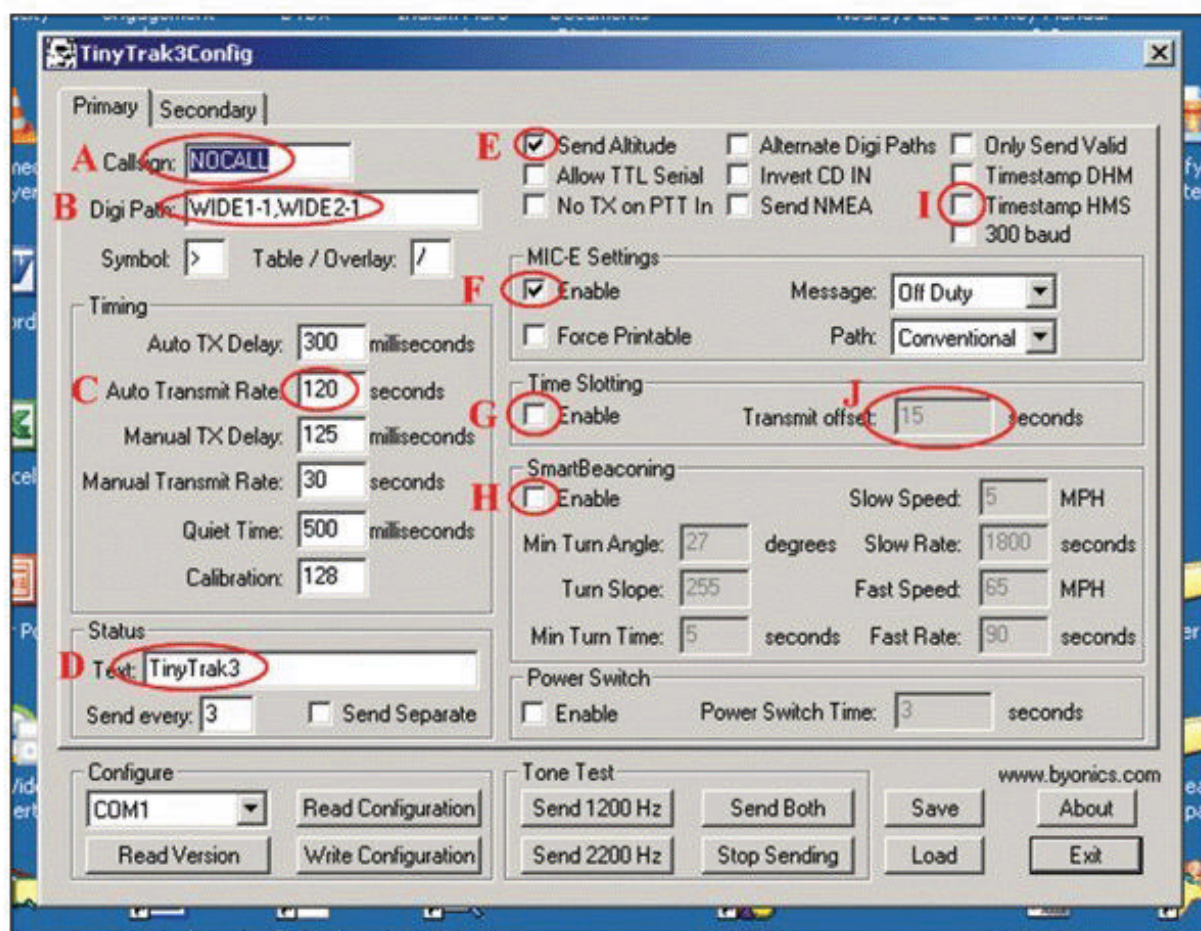 TinyTrak3Config
Primary Secondary
A Callsign: NOCALL
B Digi Path: WIDE1-1,WIDE2-1
Symbol: > Table / Overlay: /
Timing
Auto TX Delay: 300 milliseconds
C Auto Transmit Rate: 120 seconds
Manual TX Delay: 125 milliseconds
Manual Transmit Rate: 30 seconds
Quiet Time: 500 milliseconds
Calibration: 128
Status
D Text: TinyTrak3
Send every: 3 Send Separate
E Send Altitude Alternate Digi Paths Only Send Valid
Allow TTL Serial Invert CD IN Timestamp DHM
No TX on PTT In Send NMEA I Timestamp HMS
300 baud
MIC-E Settings
F Enable Message: Off Duty
Force Printable Path: Conventional
Time Slotting J
G Enable Transmit offset: 15 seconds
SmartBeaconing
H Enable Slow Speed: 5 MPH
Min Turn Angle: 27 degrees Slow Rate: 1800 seconds
Turn Slope: 255 Fast Speed: 65 MPH
Min Turn Time: 5 seconds Fast Rate: 90 seconds
Power Switch
Enable Power Switch Time: 3 seconds
Configure
COM1 Read Configuration
Read Version Write Configuration
Tone Test
Send 1200 Hz Send Both
Send 2200 Hz Stop Sending
www.byonics.com
Save About
Load Exit